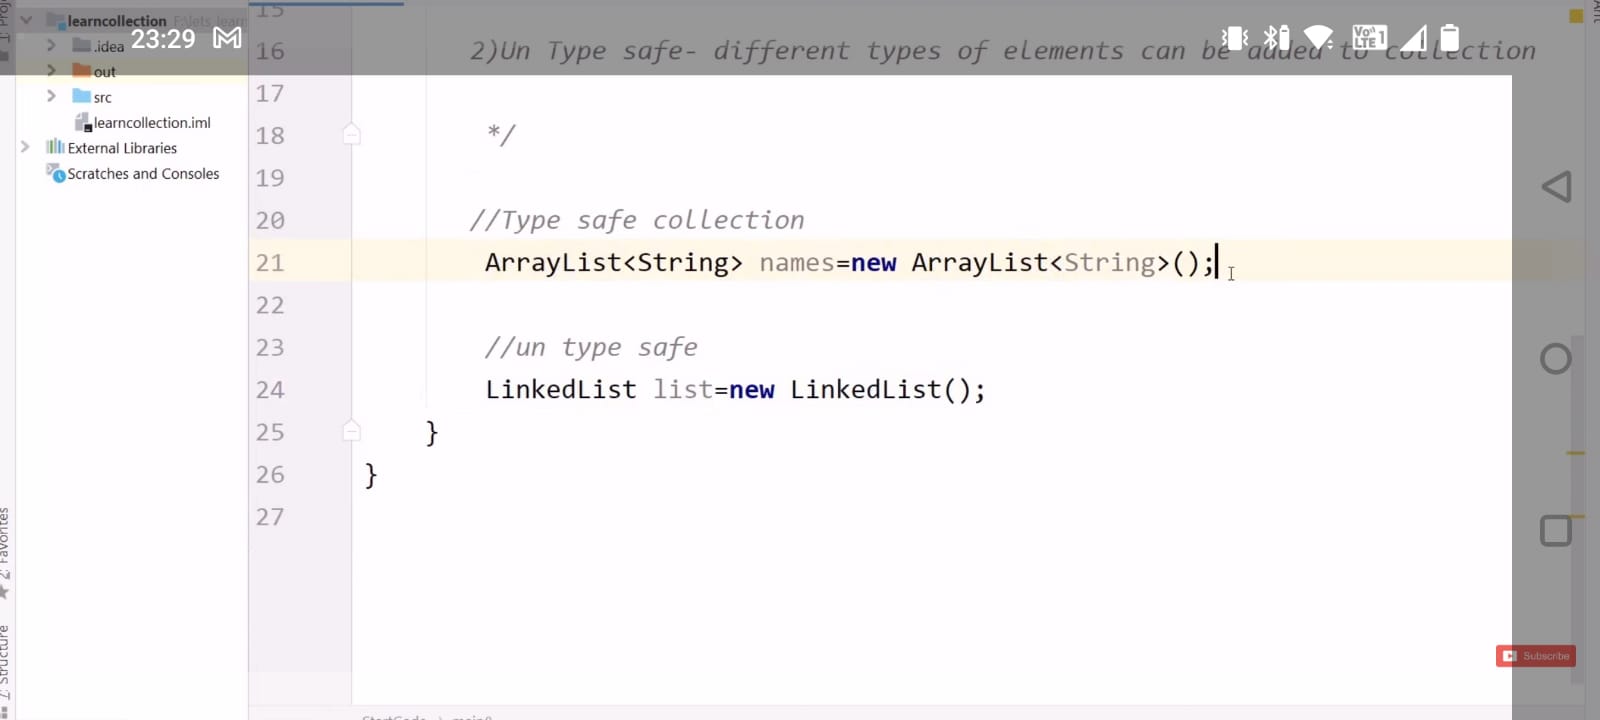 learncollection F:\lets_learn
.idea
out
src
learncollection.iml
External Libraries
Scratches and Consoles
23:29
VoLTE 1
15
16 2)Un Type safe- different types of elements can be added to collection
17
18 */
19
20 //Type safe collection
21 ArrayList<String> names=new ArrayList<String>();
22
23 //un type safe
24 LinkedList list=new LinkedList();
25 }
26 }
27
2: Favorites
Z: Structure
Subscribe
StartCode > main()